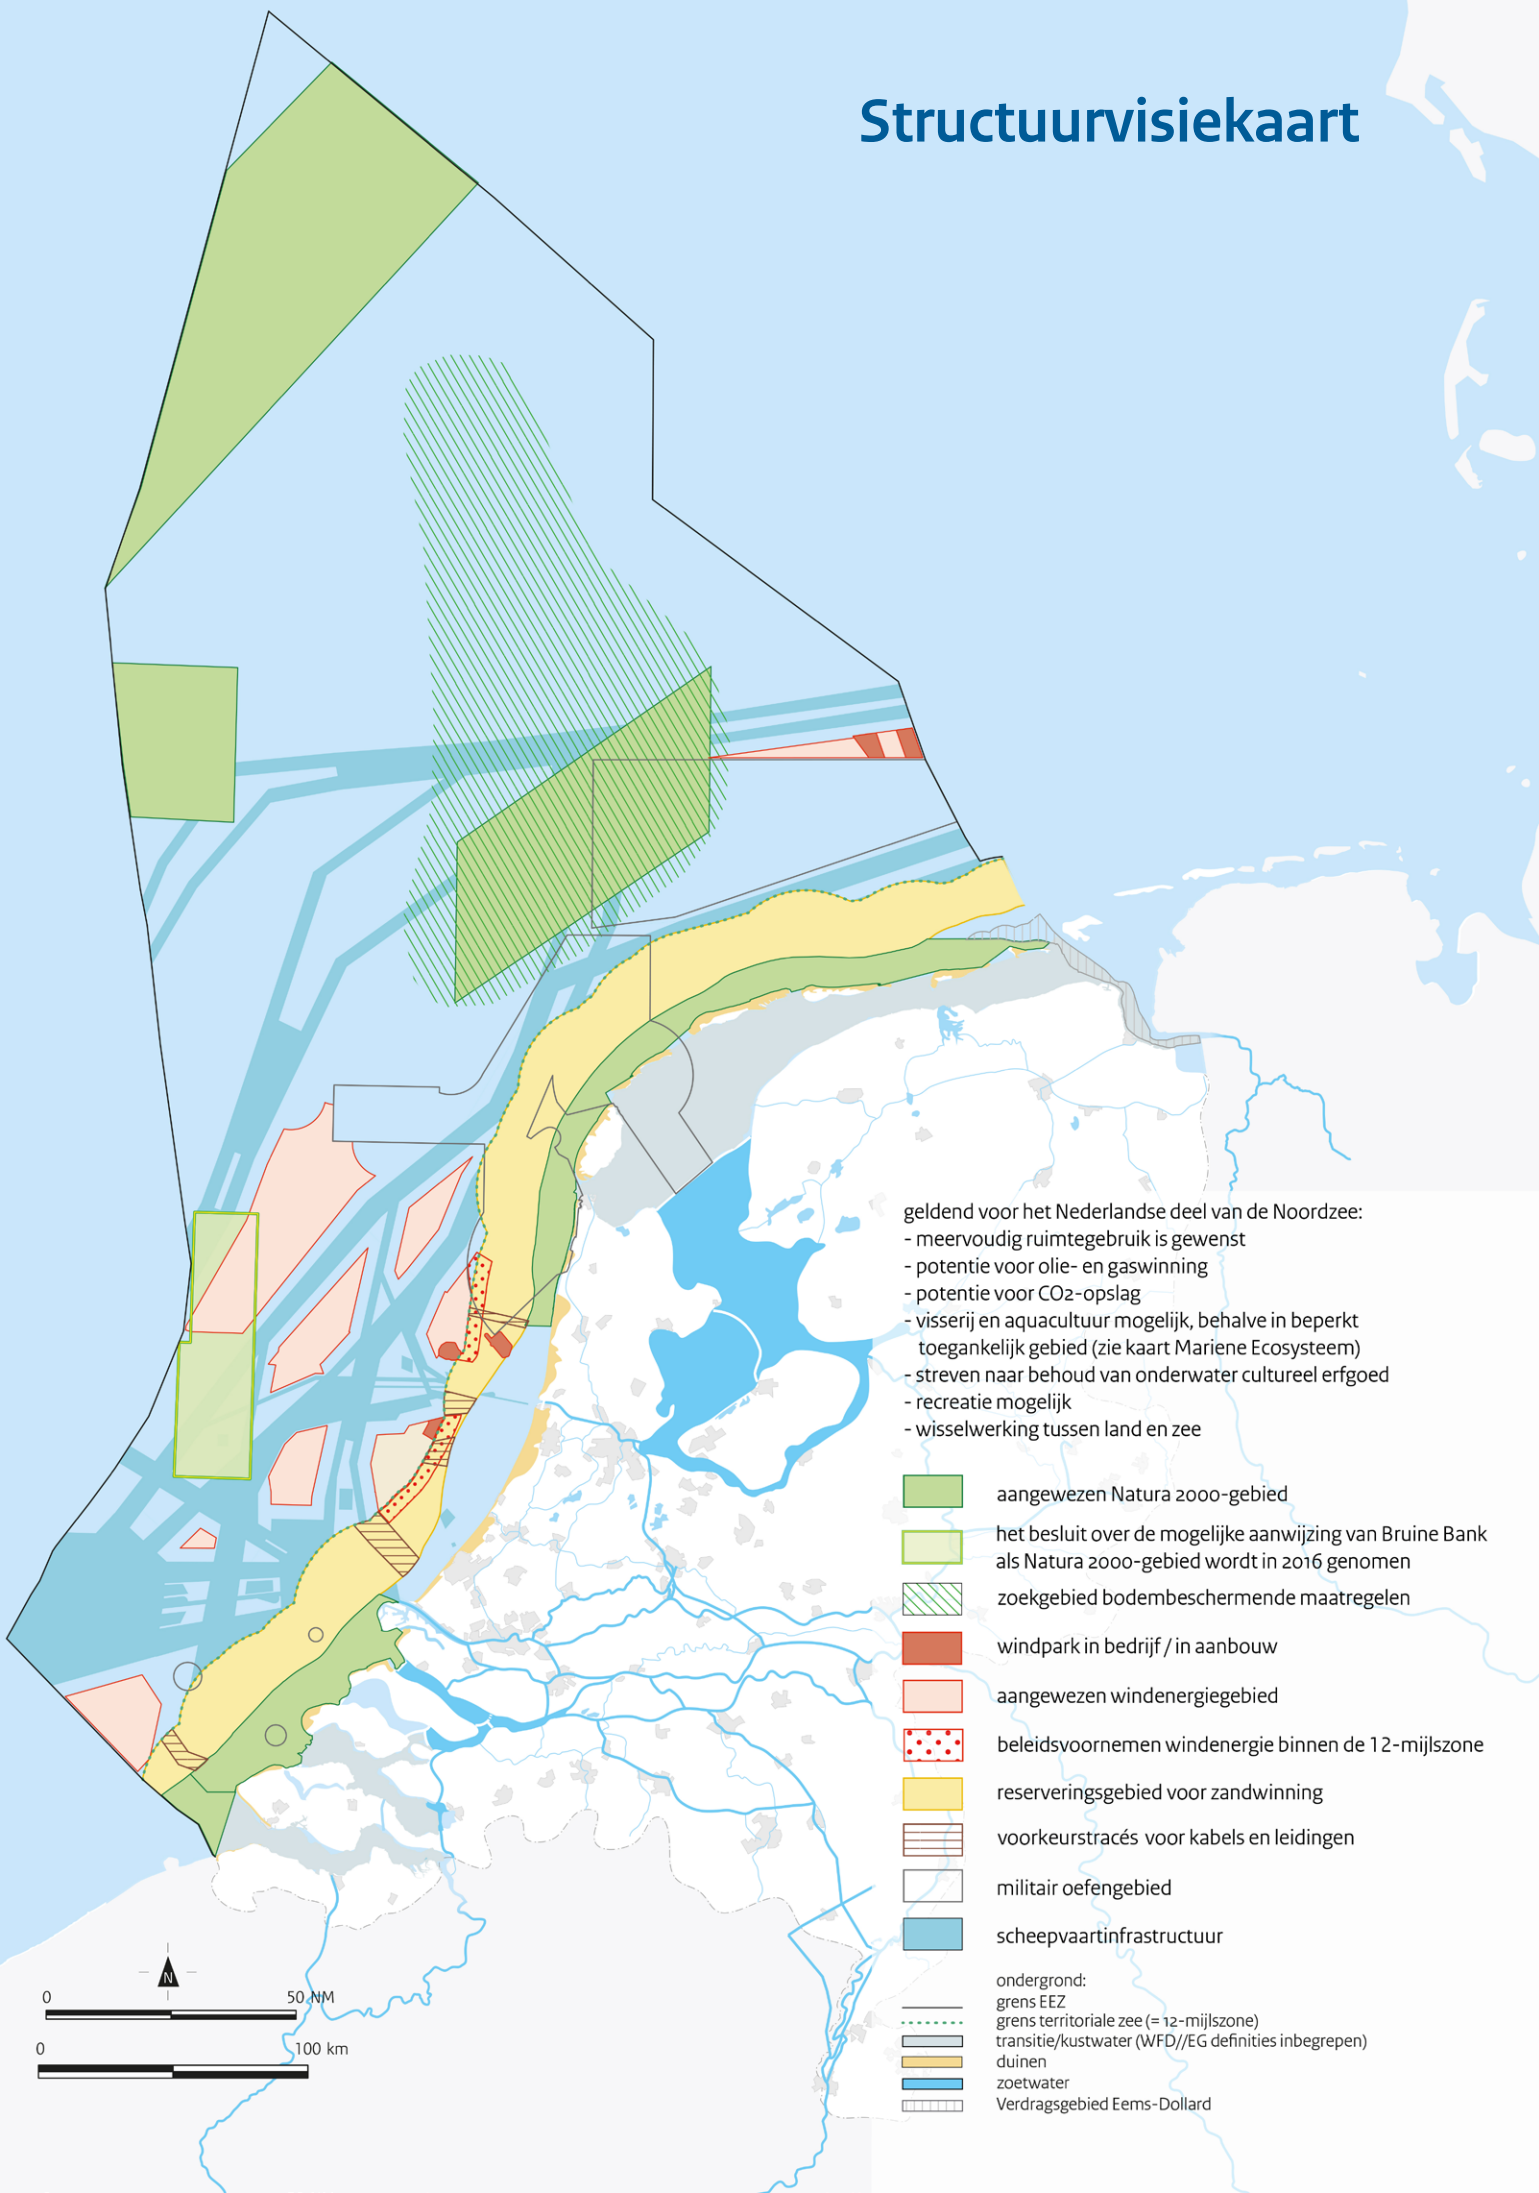 Structuurvisiekaart
geldend voor het Nederlandse deel van de Noordzee:
- meervoudig ruimtegebruik is gewenst
- potentie voor olie- en gaswinning
- potentie voor CO2-opslag
- visserij en aquacultuur mogelijk, behalve in beperkt
toegankelijk gebied (zie kaart Mariene Ecosysteem)
- streven naar behoud van onderwater cultureel erfgoed
- recreatie mogelijk
- wisselwerking tussen land en zee
aangewezen Natura 2000-gebied
het besluit over de mogelijke aanwijzing van Bruine Bank
als Natura 2000-gebied wordt in 2016 genomen
zoekgebied bodembeschermende maatregelen
windpark in bedrijf / in aanbouw
aangewezen windenergiegebied
beleidsvoornemen windenergie binnen de 12-mijlszone
reserveringsgebied voor zandwinning
voorkeurstracés voor kabels en leidingen
militair oefengebied
scheepvaartinfrastructuur
ondergrond:
grens EEZ
grens territoriale zee (= 12-mijlszone)
transitie/kustwater (WFD//EG definities inbegrepen)
duinen
zoetwater
Verdragsgebied Eems-Dollard
N
0 50 NM
0 100 km